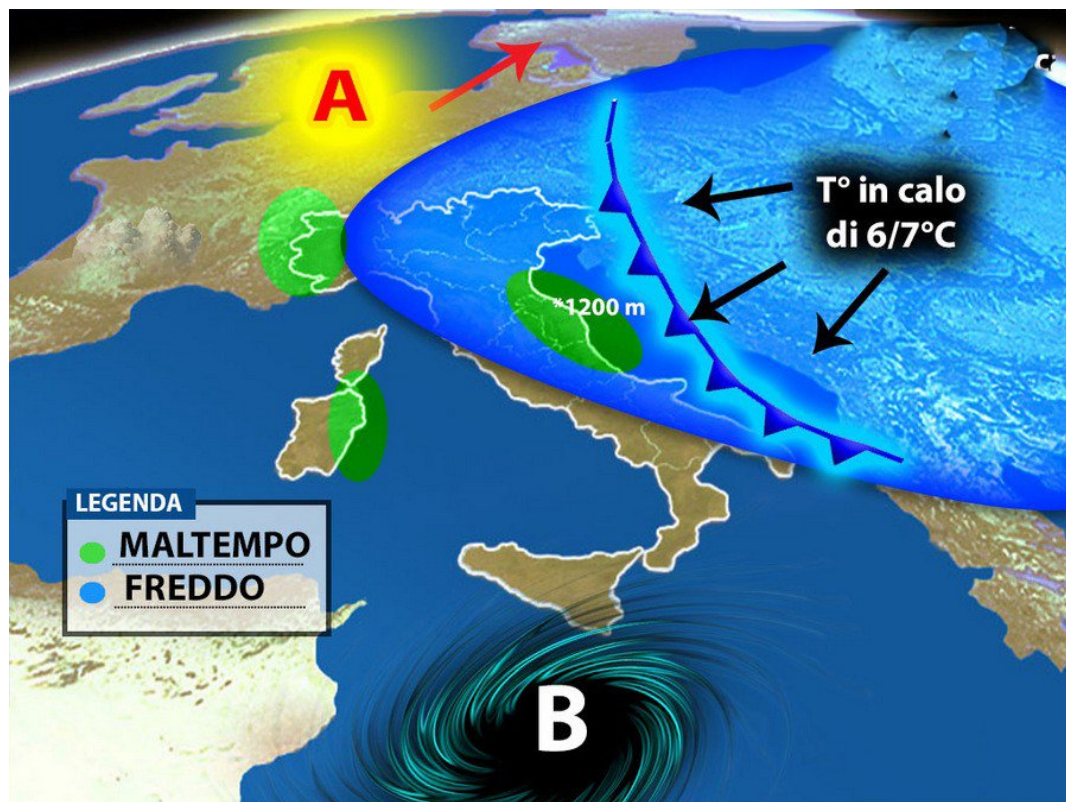 A
T° in calo
di 6/7°C
*1200 m
LEGENDA
MALTEMPO
FREDDO
B